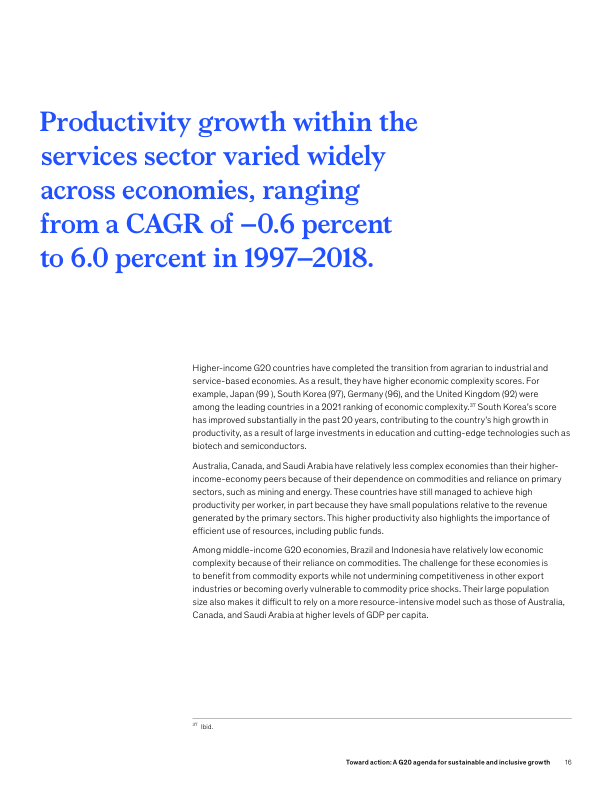 Productivity growth within the
services sector varied widely
across economies, ranging
from a CAGR of –0.6 percent
to 6.0 percent in 1997–2018.
Higher-income G20 countries have completed the transition from agrarian to industrial and
service-based economies. As a result, they have higher economic complexity scores. For
example, Japan (99 ), South Korea (97), Germany (96), and the United Kingdom (92) were
among the leading countries in a 2021 ranking of economic complexity.37 South Korea's score
has improved substantially in the past 20 years, contributing to the country's high growth in
productivity, as a result of large investments in education and cutting-edge technologies such as
biotech and semiconductors.
Australia, Canada, and Saudi Arabia have relatively less complex economies than their higher-
income-economy peers because of their dependence on commodities and reliance on primary
sectors, such as mining and energy. These countries have still managed to achieve high
productivity per worker, in part because they have small populations relative to the revenue
generated by the primary sectors. This higher productivity also highlights the importance of
efficient use of resources, including public funds.
Among middle-income G20 economies, Brazil and Indonesia have relatively low economic
complexity because of their reliance on commodities. The challenge for these economies is
to benefit from commodity exports while not undermining competitiveness in other export
industries or becoming overly vulnerable to commodity price shocks. Their large population
size also makes it difficult to rely on a more resource-intensive model such as those of Australia,
Canada, and Saudi Arabia at higher levels of GDP per capita.
37 Ibid.
Toward action: A G20 agenda for sustainable and inclusive growth 16